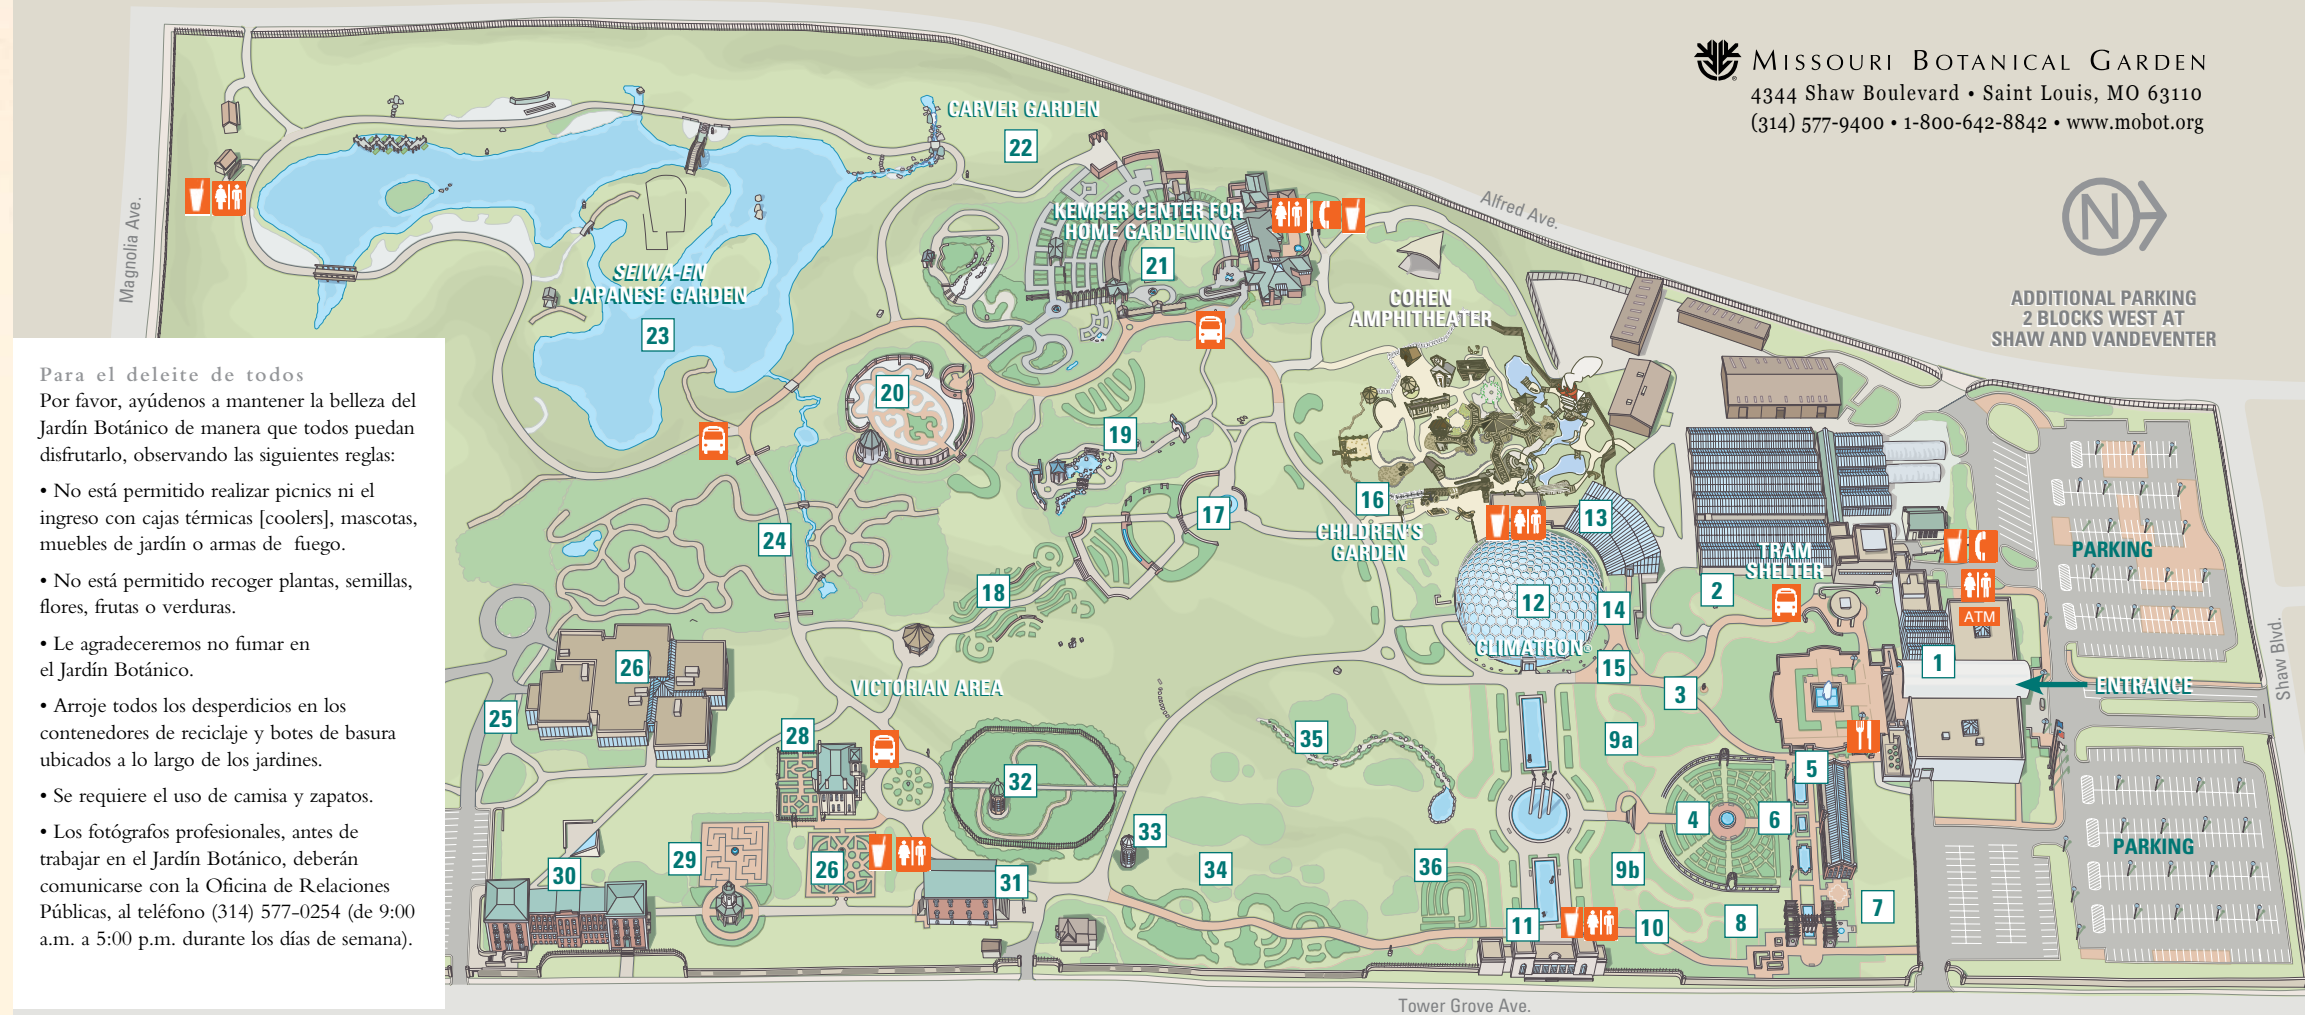 MISSOURI BOTANICAL GARDEN
4344 Shaw Boulevard • Saint Louis, MO 63110
(314) 577-9400 • 1-800-642-8842 • www.mobot.org
N
ADDITIONAL PARKING
2 BLOCKS WEST AT
SHAW AND VANDEVENTER
Magnolia Ave.
Alfred Ave.
Shaw Blvd.
Tower Grove Ave.
CARVER GARDEN
22
KEMPER CENTER FOR
HOME GARDENING
21
SEIWA-EN
JAPANESE GARDEN
23
COHEN
AMPHITHEATER
20
19
16
CHILDREN'S
GARDEN
17
13
24
18
12
CLIMATRON®
14
15
2
TRAM
SHELTER
ATM
1
ENTRANCE
PARKING
PARKING
3
26
25
VICTORIAN AREA
28
35
9a
5
32
4
6
33
29
26
30
31
34
36
9b
11
10
8
7
Para el deleite de todos
Por favor, ayúdenos a mantener la belleza del
Jardín Botánico de manera que todos puedan
disfrutarlo, observando las siguientes reglas:
• No está permitido realizar picnics ni el
ingreso con cajas térmicas [coolers], mascotas,
muebles de jardín o armas de fuego.
• No está permitido recoger plantas, semillas,
flores, frutas o verduras.
• Le agradeceremos no fumar en
el Jardín Botánico.
• Arroje todos los desperdicios en los
contenedores de reciclaje y botes de basura
ubicados a lo largo de los jardines.
• Se requiere el uso de camisa y zapatos.
• Los fotógrafos profesionales, antes de
trabajar en el Jardín Botánico, deberán
comunicarse con la Oficina de Relaciones
Públicas, al teléfono (314) 577-0254 (de 9:00
a.m. a 5:00 p.m. durante los días de semana).